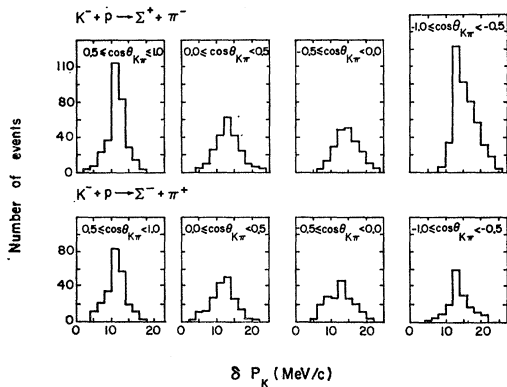 K⁻ + p → Σ⁺ + π⁻
0,5 ≤ cosθ_Kπ ≤ 1.0
0,0 ≤ cosθ_Kπ < 0,5
-0,5 ≤ cosθ_Kπ < 0,0
-1,0 ≤ cosθ_Kπ < -0,5
110
80
40
0
K⁻ + p → Σ⁻ + π⁺
0,5 ≤ cosθ_Kπ < 1.0
0,0 ≤ cosθ_Kπ < 0,5
-0,5 ≤ cosθ_Kπ < 0,0
-1,0 ≤ cosθ_Kπ < -0,5
80
40
0
0 10 20 0 10 20 0 10 20 0 10 20
Number of events
δ P_K (MeV/c)